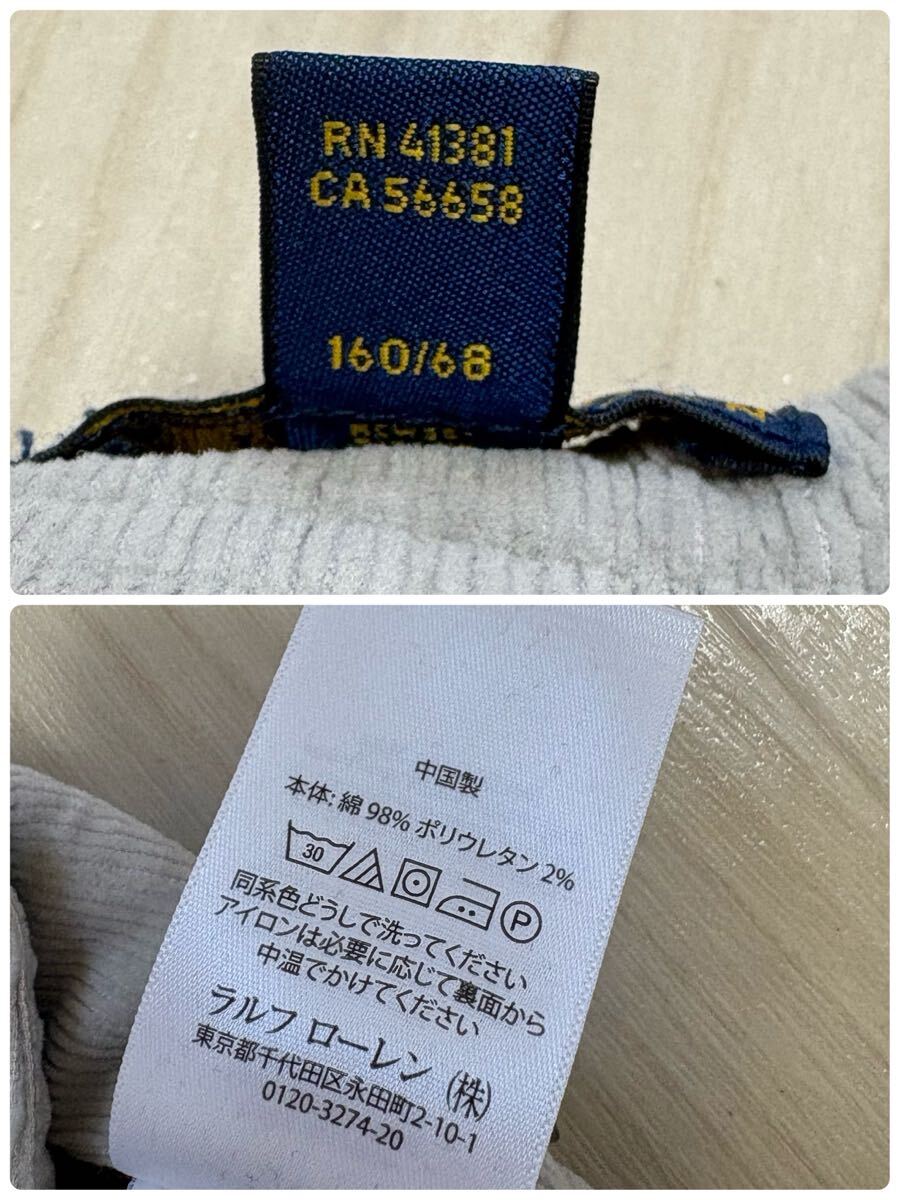 RN 41381
CA 56658
160/68
中国製
本体: 綿 98% ポリウレタン 2%
30
P
同系色どうしで洗ってください
アイロンは必要に応じて裏面から
中温でかけてください
ラルフ ローレン (株)
東京都千代田区永田町2-10-1
0120-3274-20